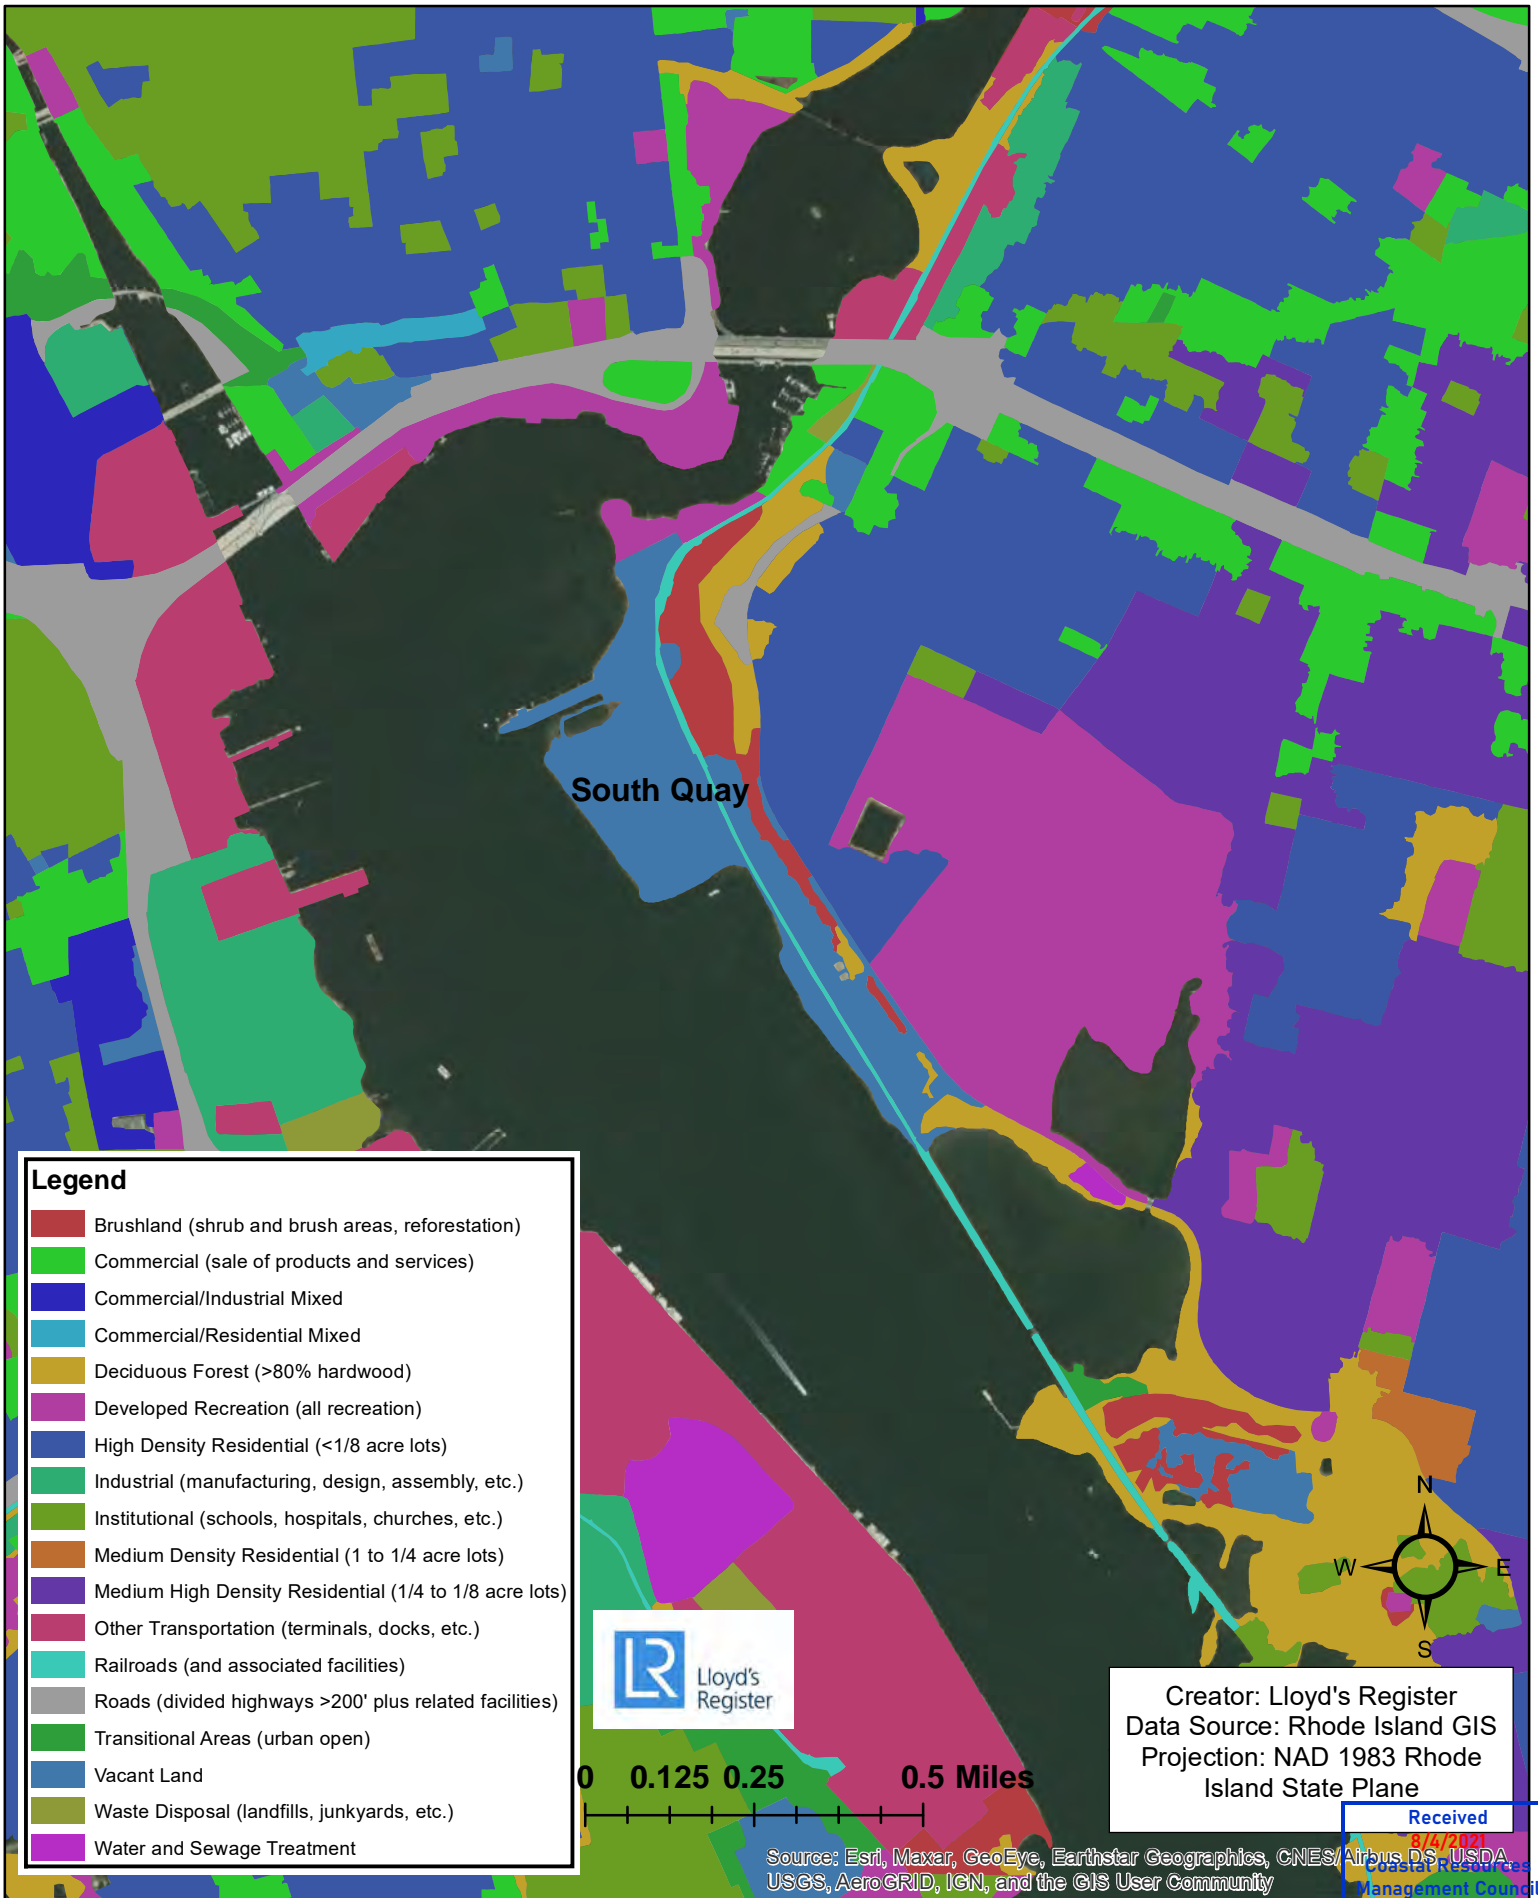 South Quay
Legend
Brushland (shrub and brush areas, reforestation)
Commercial (sale of products and services)
Commercial/Industrial Mixed
Commercial/Residential Mixed
Deciduous Forest (>80% hardwood)
Developed Recreation (all recreation)
High Density Residential (<1/8 acre lots)
Industrial (manufacturing, design, assembly, etc.)
Institutional (schools, hospitals, churches, etc.)
Medium Density Residential (1 to 1/4 acre lots)
Medium High Density Residential (1/4 to 1/8 acre lots)
Other Transportation (terminals, docks, etc.)
Railroads (and associated facilities)
Roads (divided highways >200' plus related facilities)
Transitional Areas (urban open)
Vacant Land
Waste Disposal (landfills, junkyards, etc.)
Water and Sewage Treatment
LR
Lloyd's
Register
0 0.125 0.25 0.5 Miles
N
W E
S
Creator: Lloyd's Register
Data Source: Rhode Island GIS
Projection: NAD 1983 Rhode
Island State Plane
Received
8/4/2021
Coastal Resources
Management Council
Source: Esri, Maxar, GeoEye, Earthstar Geographics, CNES/Airbus DS, USDA,
USGS, AeroGRID, IGN, and the GIS User Community